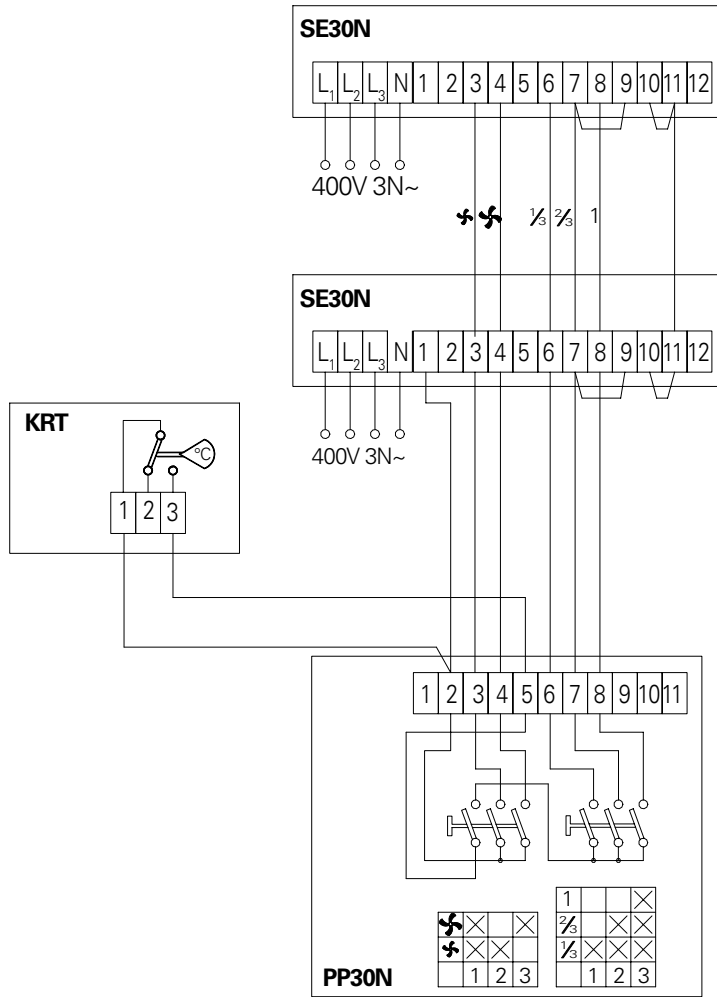 SE30N
L1 L2 L3 N 1 2 3 4 5 6 7 8 9 10 11 12
400V 3N~
⅓ ⅔ 1
SE30N
L1 L2 L3 N 1 2 3 4 5 6 7 8 9 10 11 12
400V 3N~
KRT
°C
1 2 3
1 2 3 4 5 6 7 8 9 10 11
1
⅔
⅓
1 2 3
1 2 3
PP30N